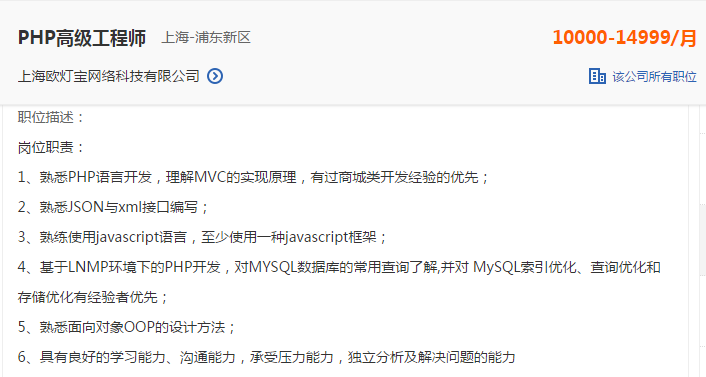 PHP高级工程师 上海-浦东新区 10000-14999/月
上海欧灯宝网络科技有限公司 该公司所有职位
职位描述：
岗位职责：
1、熟悉PHP语言开发，理解MVC的实现原理，有过商城类开发经验的优先；
2、熟悉JSON与xml接口编写；
3、熟练使用javascript语言，至少使用一种javascript框架；
4、基于LNMP环境下的PHP开发，对MYSQL数据库的常用查询了解,并对 MySQL索引优化、查询优化和
存储优化有经验者优先；
5、熟悉面向对象OOP的设计方法；
6、具有良好的学习能力、沟通能力，承受压力能力，独立分析及解决问题的能力